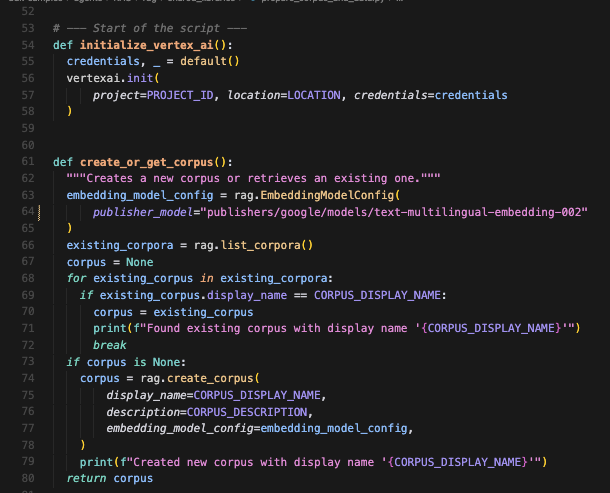 52
53 # --- Start of the script ---
54 def initialize_vertex_ai():
55   credentials, _ = default()
56   vertexai.init(
57       project=PROJECT_ID, location=LOCATION, credentials=credentials
58   )
59
60
61 def create_or_get_corpus():
62   """Creates a new corpus or retrieves an existing one."""
63   embedding_model_config = rag.EmbeddingModelConfig(
64       publisher_model="publishers/google/models/text-multilingual-embedding-002"
65   )
66   existing_corpora = rag.list_corpora()
67   corpus = None
68   for existing_corpus in existing_corpora:
69     if existing_corpus.display_name == CORPUS_DISPLAY_NAME:
70       corpus = existing_corpus
71       print(f"Found existing corpus with display name '{CORPUS_DISPLAY_NAME}'")
72       break
73   if corpus is None:
74     corpus = rag.create_corpus(
75         display_name=CORPUS_DISPLAY_NAME,
76         description=CORPUS_DESCRIPTION,
77         embedding_model_config=embedding_model_config,
78     )
79     print(f"Created new corpus with display name '{CORPUS_DISPLAY_NAME}'")
80   return corpus